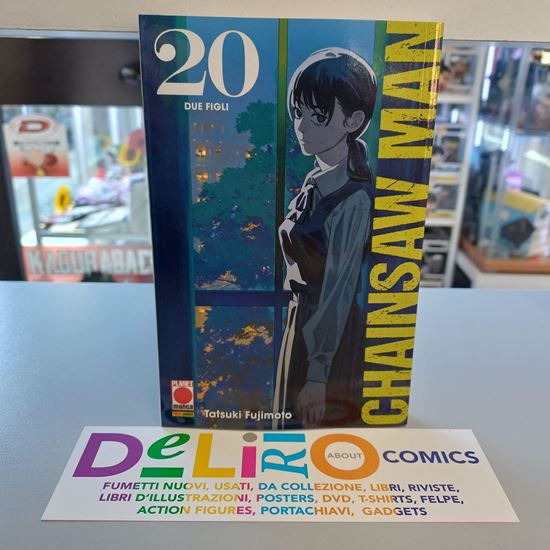 20
DUE FIGLI
CHAINSAW MAN
PLANET
manga
Tatsuki Fujimoto
KAGURABACHI
DeLiRiO
ABOUT
COMICS
FUMETTI NUOVI, USATI, DA COLLEZIONE, LIBRI, RIVISTE,
LIBRI D'ILLUSTRAZIONI, POSTERS, DVD, T-SHIRTS, FELPE,
ACTION FIGURES, PORTACHIAVI, GADGETS